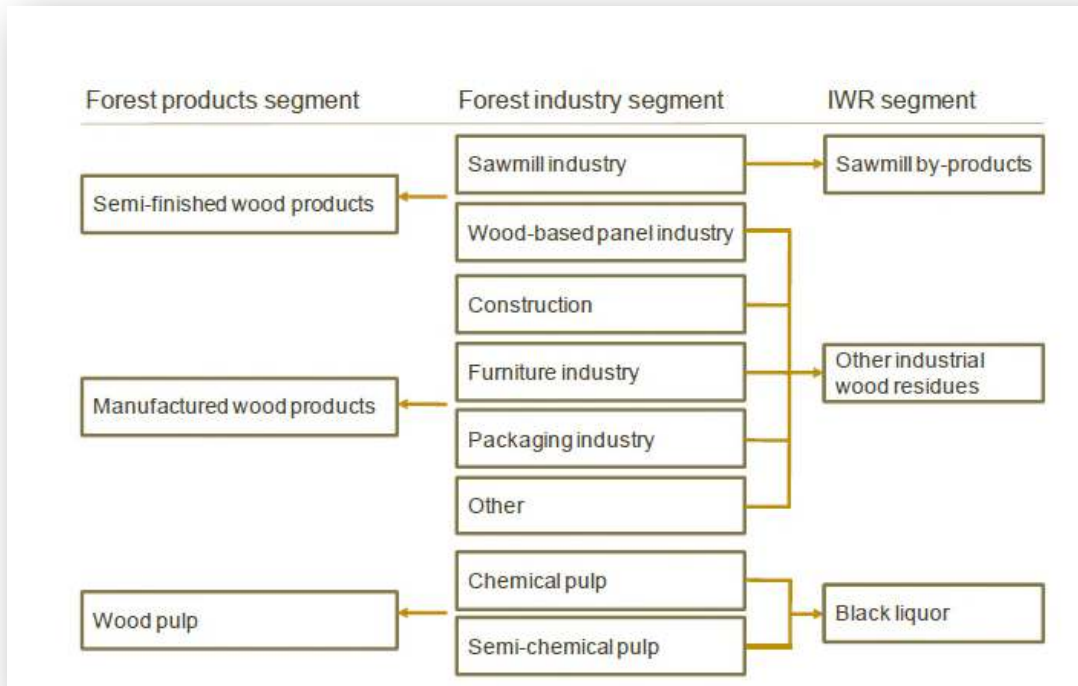 Forest products segment
Forest industry segment
IWR segment
Sawmill industry
Sawmill by-products
Semi-finished wood products
Wood-based panel industry
Construction
Furniture industry
Other industrial
wood residues
Manufactured wood products
Packaging industry
Other
Chemical pulp
Wood pulp
Black liquor
Semi-chemical pulp